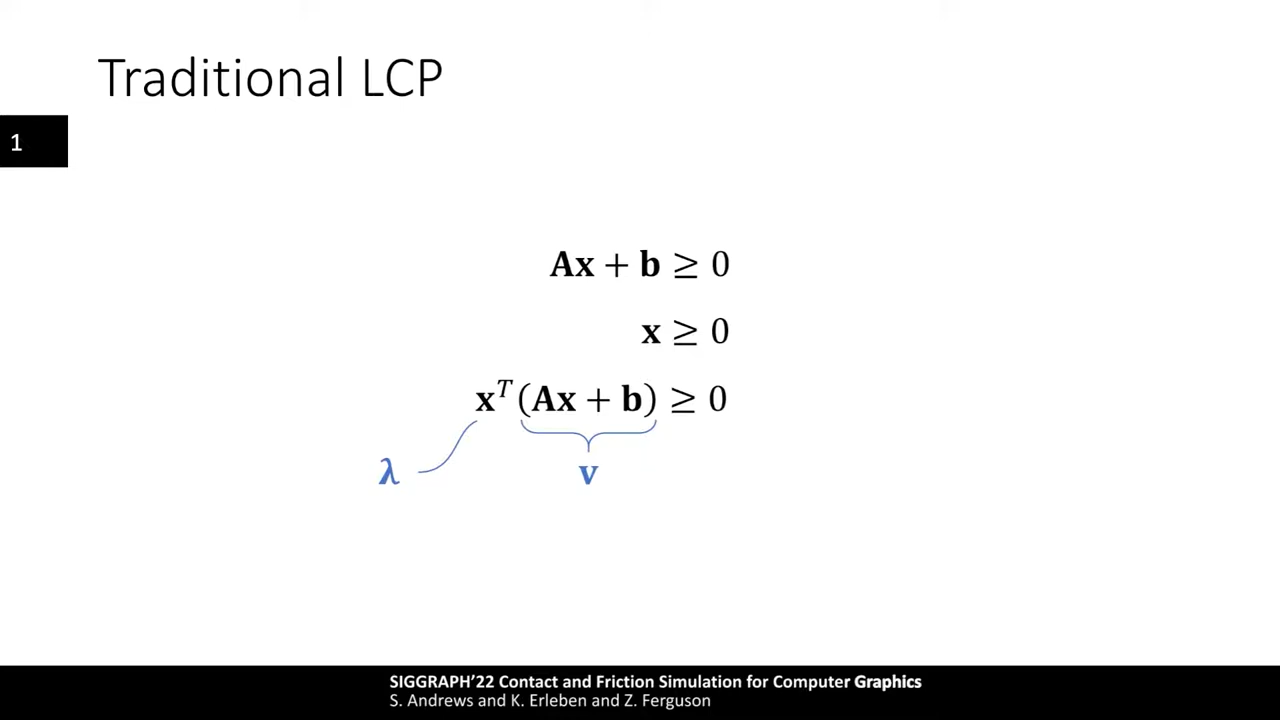 Traditional LCP
1
Ax + b ≥ 0
x ≥ 0
xᵀ(Ax + b) ≥ 0
λ v
SIGGRAPH'22 Contact and Friction Simulation for Computer Graphics
S. Andrews and K. Erleben and Z. Ferguson